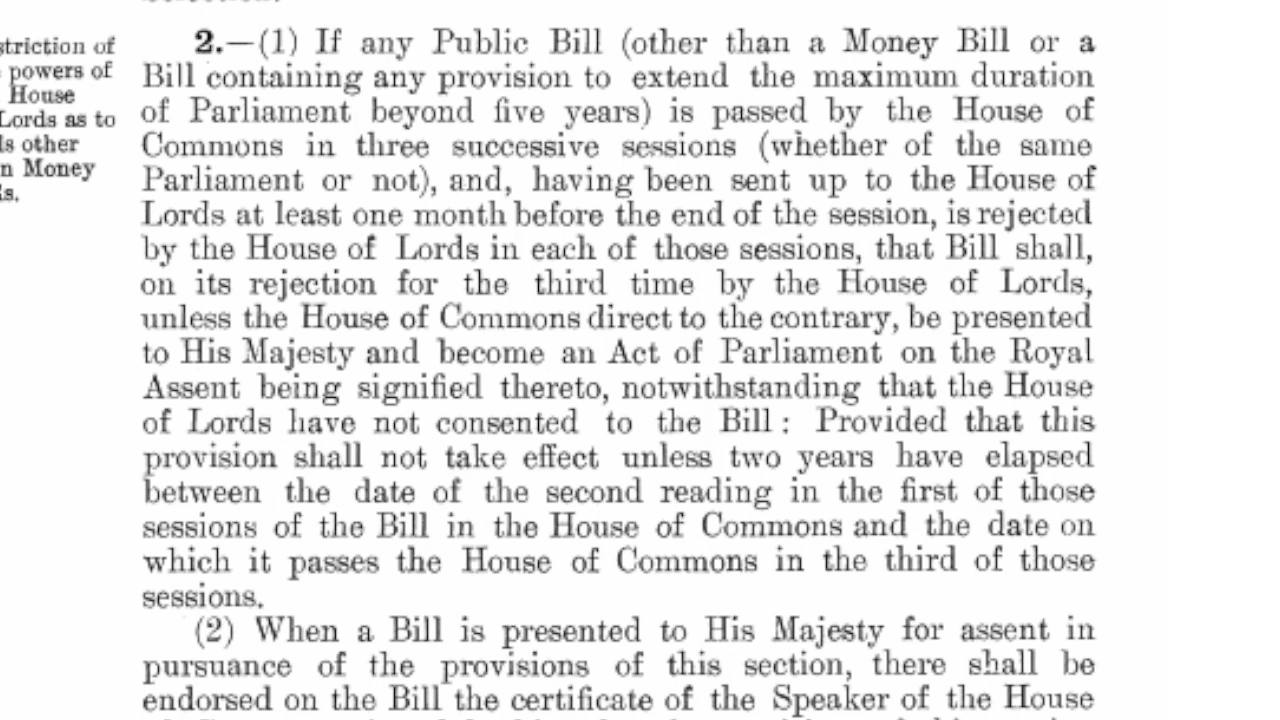 striction of
powers of
House
Lords as to
ls other
n Money
s.
2.—(1) If any Public Bill (other than a Money Bill or a
Bill containing any provision to extend the maximum duration
of Parliament beyond five years) is passed by the House of
Commons in three successive sessions (whether of the same
Parliament or not), and, having been sent up to the House of
Lords at least one month before the end of the session, is rejected
by the House of Lords in each of those sessions, that Bill shall,
on its rejection for the third time by the House of Lords,
unless the House of Commons direct to the contrary, be presented
to His Majesty and become an Act of Parliament on the Royal
Assent being signified thereto, notwithstanding that the House
of Lords have not consented to the Bill: Provided that this
provision shall not take effect unless two years have elapsed
between the date of the second reading in the first of those
sessions of the Bill in the House of Commons and the date on
which it passes the House of Commons in the third of those
sessions.
(2) When a Bill is presented to His Majesty for assent in
pursuance of the provisions of this section, there shall be
endorsed on the Bill the certificate of the Speaker of the House